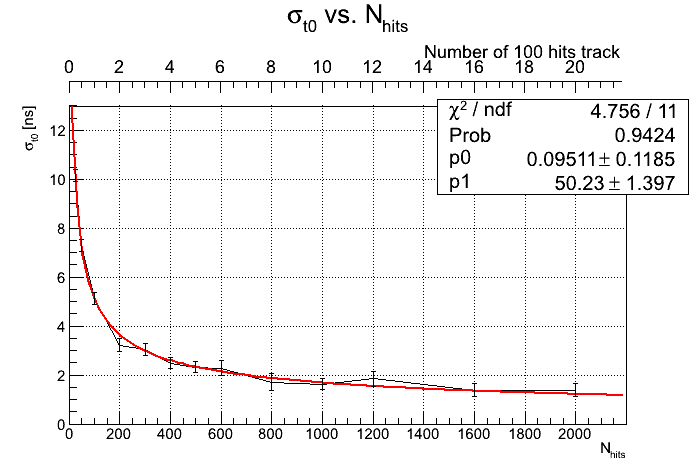 σt0 vs. Nhits
Number of 100 hits track
0 2 4 6 8 10 12 14 16 18 20
χ² / ndf 4.756 / 11
Prob 0.9424
p0 0.09511 ± 0.1185
p1 50.23 ± 1.397
σt0 [ns]
12
10
8
6
4
2
0
0 200 400 600 800 1000 1200 1400 1600 1800 2000
Nhits